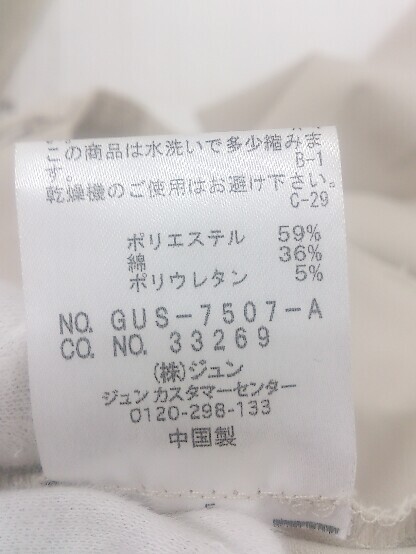 この商品は水洗いで多少縮みま
す。
B-1
乾燥機のご使用はお避け下さい。
C-29
ポリエステル 59%
綿 36%
ポリウレタン 5%
NO. GUS-7507-A
CO. NO. 33269
(株)ジュン
ジュンカスタマーセンター
0120-298-133
中国製